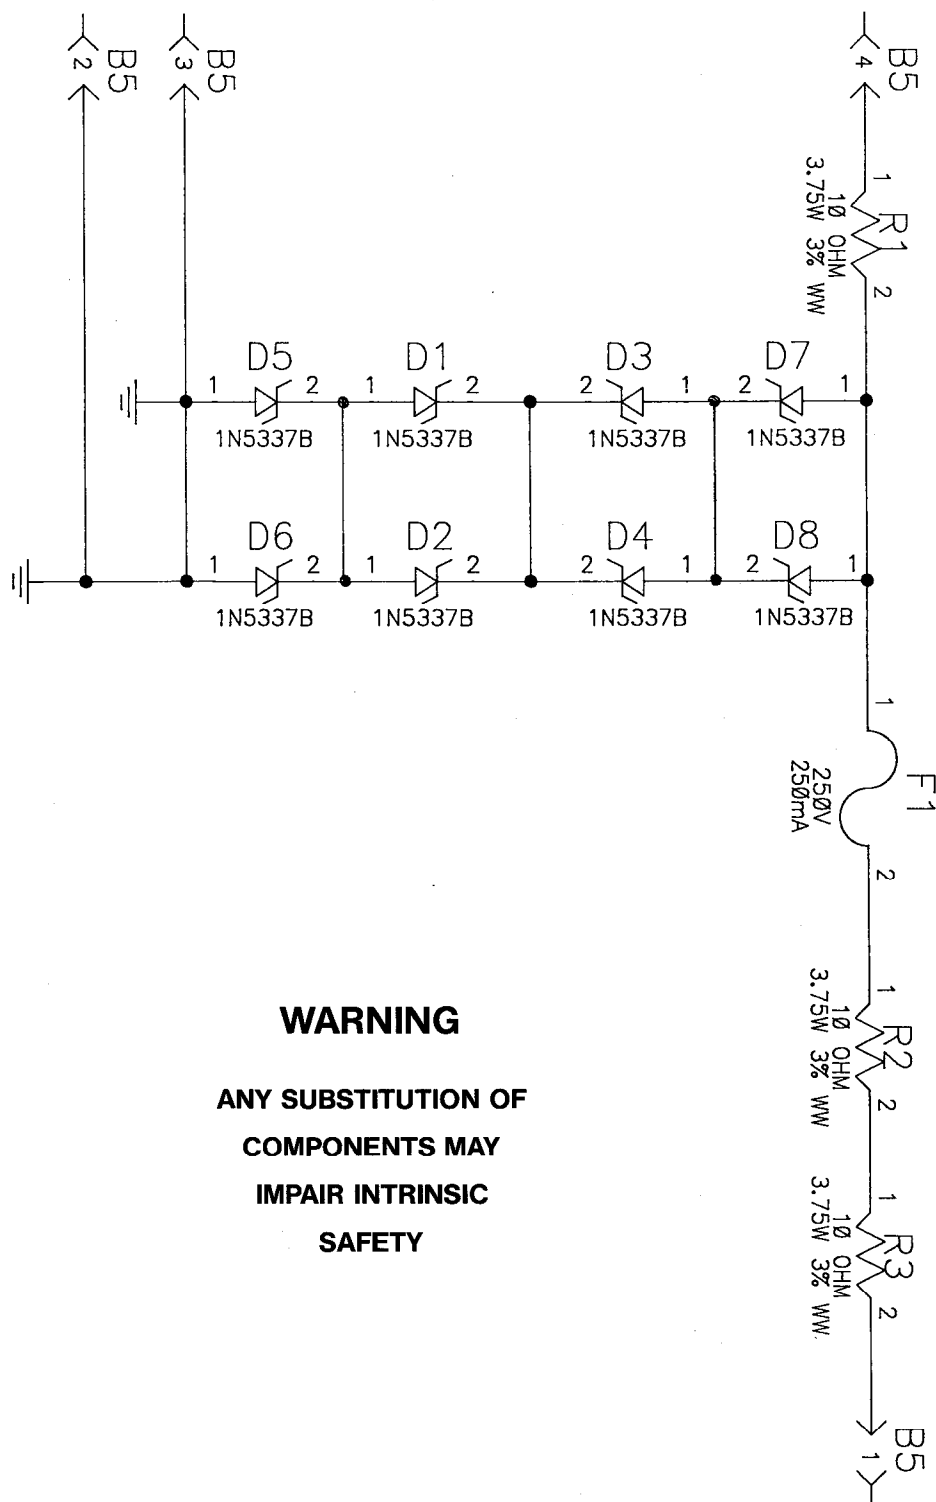 B5
2
B5
3
B5
4
1
R1
10 OHM
3.75W 3% WW
2
D5
1 2
1N5337B
D1
1 2
1N5337B
D3
2 1
1N5337B
D7
2 1
1N5337B
D6
1 2
1N5337B
D2
1 2
1N5337B
D4
2 1
1N5337B
D8
2 1
1N5337B
1
F1
250V
250mA
2
1
R2
10 OHM
3.75W 3% WW
2
1
R3
10 OHM
3.75W 3% WW
2
B5
1
WARNING
ANY SUBSTITUTION OF
COMPONENTS MAY
IMPAIR INTRINSIC
SAFETY